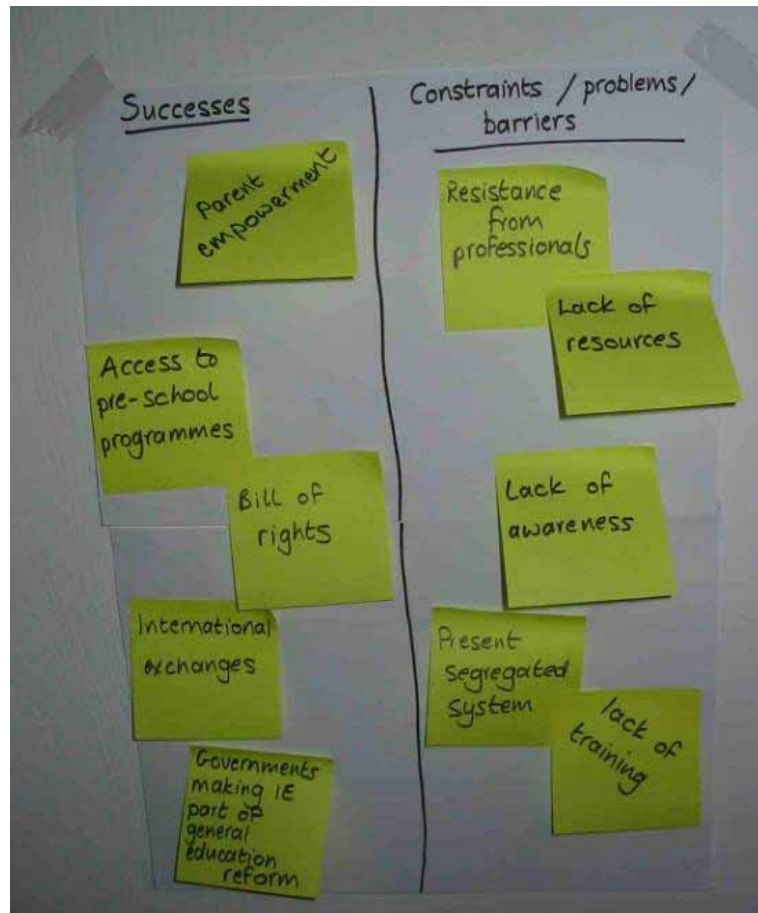 Successes
Parent
empowerment
Access to
pre-school
programmes
Bill of
rights
International
exchanges
Governments
making IE
part of
general
education
reform
Constraints / problems/
barriers
Resistance
from
professionals
Lack of
resources
Lack of
awareness
Present
segregated
system
lack of
training